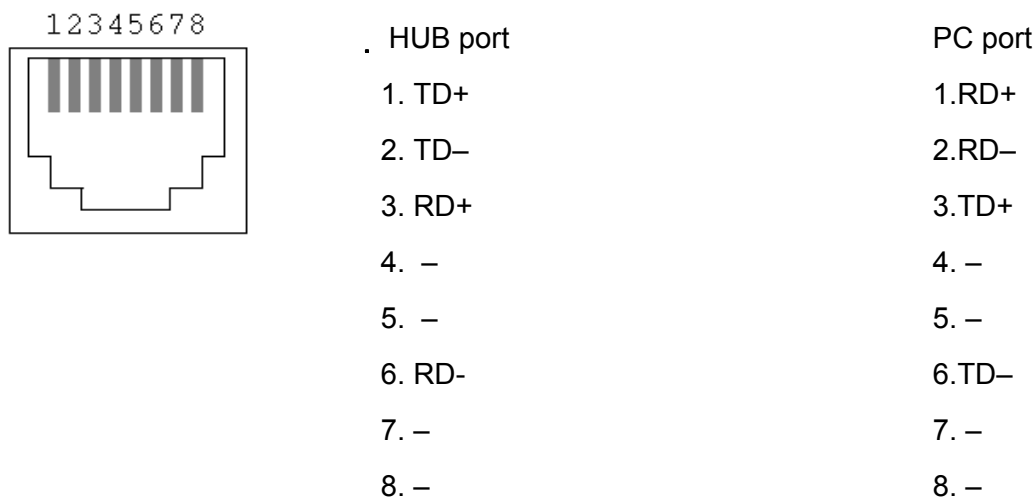 12345678
. HUB port PC port
1. TD+ 1.RD+
2. TD– 2.RD–
3. RD+ 3.TD+
4. – 4. –
5. – 5. –
6. RD- 6.TD–
7. – 7. –
8. – 8. –